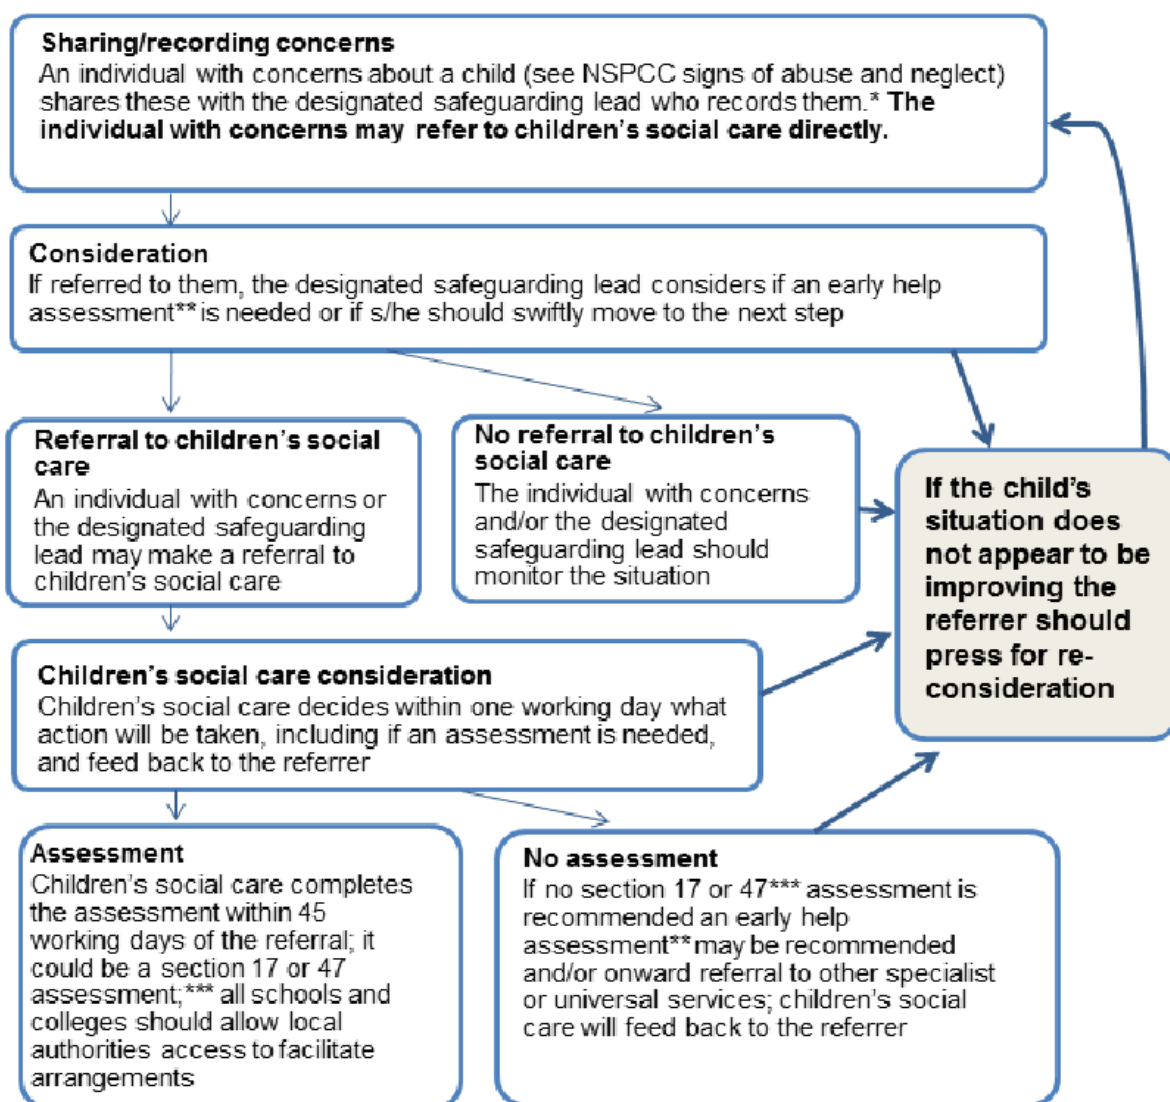 Sharing/recording concerns
An individual with concerns about a child (see NSPCC signs of abuse and neglect)
shares these with the designated safeguarding lead who records them.* The
individual with concerns may refer to children's social care directly.
Consideration
If referred to them, the designated safeguarding lead considers if an early help
assessment** is needed or if s/he should swiftly move to the next step
Referral to children's social
care
An individual with concerns or
the designated safeguarding
lead may make a referral to
children's social care
No referral to children's
social care
The individual with concerns
and/or the designated
safeguarding lead should
monitor the situation
If the child's
situation does
not appear to be
improving the
referrer should
press for re-
consideration
Children's social care consideration
Children's social care decides within one working day what
action will be taken, including if an assessment is needed,
and feed back to the referrer
Assessment
Children's social care completes
the assessment within 45
working days of the referral; it
could be a section 17 or 47
assessment;*** all schools and
colleges should allow local
authorities access to facilitate
arrangements
No assessment
If no section 17 or 47*** assessment is
recommended an early help
assessment** may be recommended
and/or onward referral to other specialist
or universal services; children's social
care will feed back to the referrer